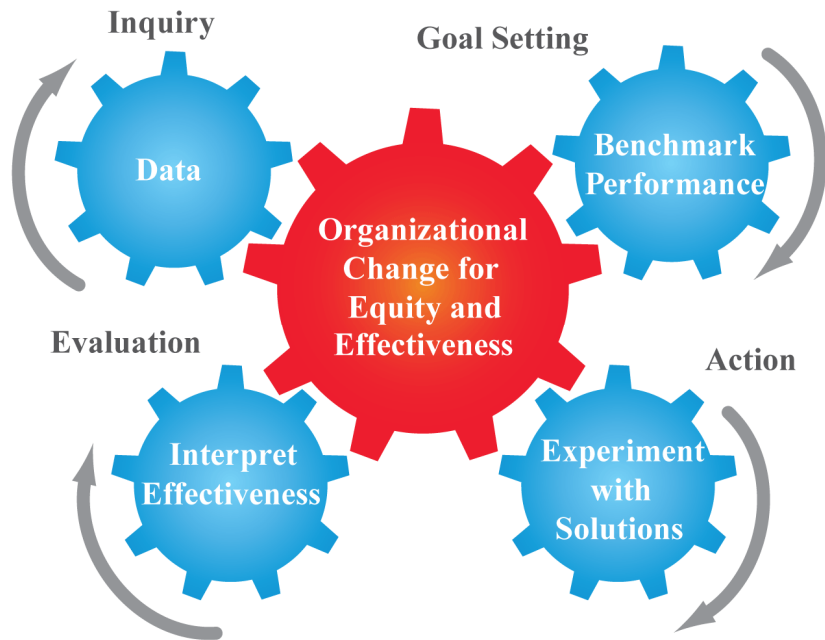 Inquiry
Data
Goal Setting
Benchmark
Performance
Organizational
Change for
Equity and
Effectiveness
Evaluation
Interpret
Effectiveness
Action
Experiment
with
Solutions